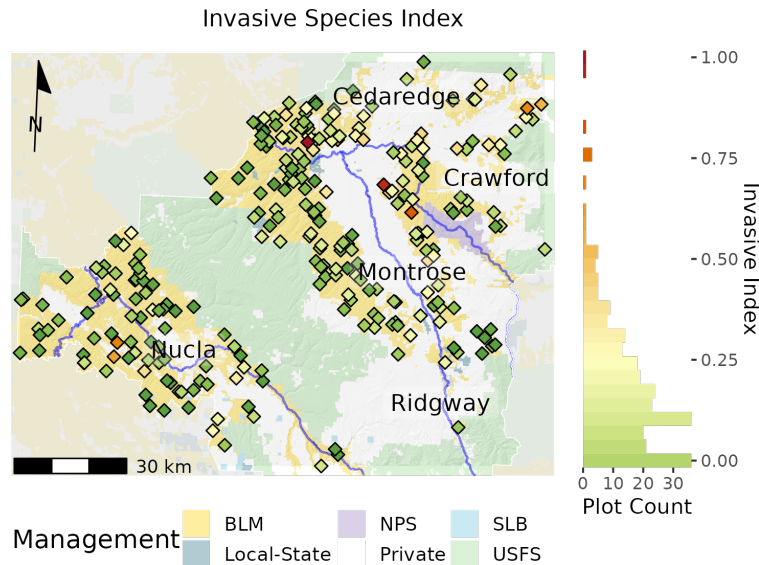 Invasive Species Index
N
Cedaredge
Crawford
Montrose
Nucla
Ridgway
30 km
1.00
0.75
0.50
0.25
0.00
Invasive Index
0 10 20 30
Plot Count
Management
BLM
NPS
SLB
Local-State
Private
USFS